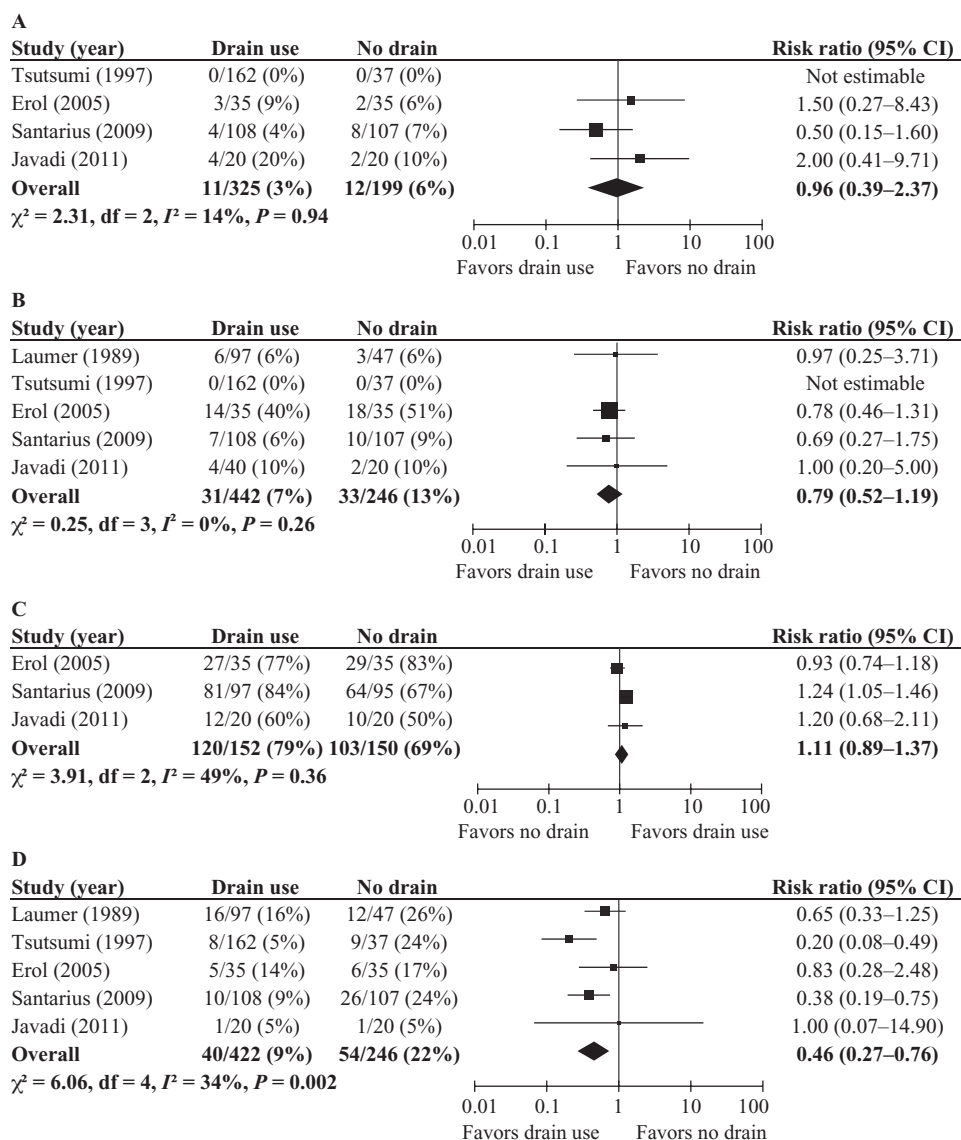 A
Study (year) Drain use No drain Risk ratio (95% CI)
Tsutsumi (1997) 0/162 (0%) 0/37 (0%) Not estimable
Erol (2005) 3/35 (9%) 2/35 (6%) 1.50 (0.27–8.43)
Santarius (2009) 4/108 (4%) 8/107 (7%) 0.50 (0.15–1.60)
Javadi (2011) 4/20 (20%) 2/20 (10%) 2.00 (0.41–9.71)
Overall 11/325 (3%) 12/199 (6%) 0.96 (0.39–2.37)
χ² = 2.31, df = 2, I² = 14%, P = 0.94
0.01 0.1 1 10 100
Favors drain use Favors no drain
B
Study (year) Drain use No drain Risk ratio (95% CI)
Laumer (1989) 6/97 (6%) 3/47 (6%) 0.97 (0.25–3.71)
Tsutsumi (1997) 0/162 (0%) 0/37 (0%) Not estimable
Erol (2005) 14/35 (40%) 18/35 (51%) 0.78 (0.46–1.31)
Santarius (2009) 7/108 (6%) 10/107 (9%) 0.69 (0.27–1.75)
Javadi (2011) 4/40 (10%) 2/20 (10%) 1.00 (0.20–5.00)
Overall 31/442 (7%) 33/246 (13%) 0.79 (0.52–1.19)
χ² = 0.25, df = 3, I² = 0%, P = 0.26
0.01 0.1 1 10 100
Favors drain use Favors no drain
C
Study (year) Drain use No drain Risk ratio (95% CI)
Erol (2005) 27/35 (77%) 29/35 (83%) 0.93 (0.74–1.18)
Santarius (2009) 81/97 (84%) 64/95 (67%) 1.24 (1.05–1.46)
Javadi (2011) 12/20 (60%) 10/20 (50%) 1.20 (0.68–2.11)
Overall 120/152 (79%) 103/150 (69%) 1.11 (0.89–1.37)
χ² = 3.91, df = 2, I² = 49%, P = 0.36
0.01 0.1 1 10 100
Favors no drain Favors drain use
D
Study (year) Drain use No drain Risk ratio (95% CI)
Laumer (1989) 16/97 (16%) 12/47 (26%) 0.65 (0.33–1.25)
Tsutsumi (1997) 8/162 (5%) 9/37 (24%) 0.20 (0.08–0.49)
Erol (2005) 5/35 (14%) 6/35 (17%) 0.83 (0.28–2.48)
Santarius (2009) 10/108 (9%) 26/107 (24%) 0.38 (0.19–0.75)
Javadi (2011) 1/20 (5%) 1/20 (5%) 1.00 (0.07–14.90)
Overall 40/422 (9%) 54/246 (22%) 0.46 (0.27–0.76)
χ² = 6.06, df = 4, I² = 34%, P = 0.002
0.01 0.1 1 10 100
Favors drain use Favors no drain